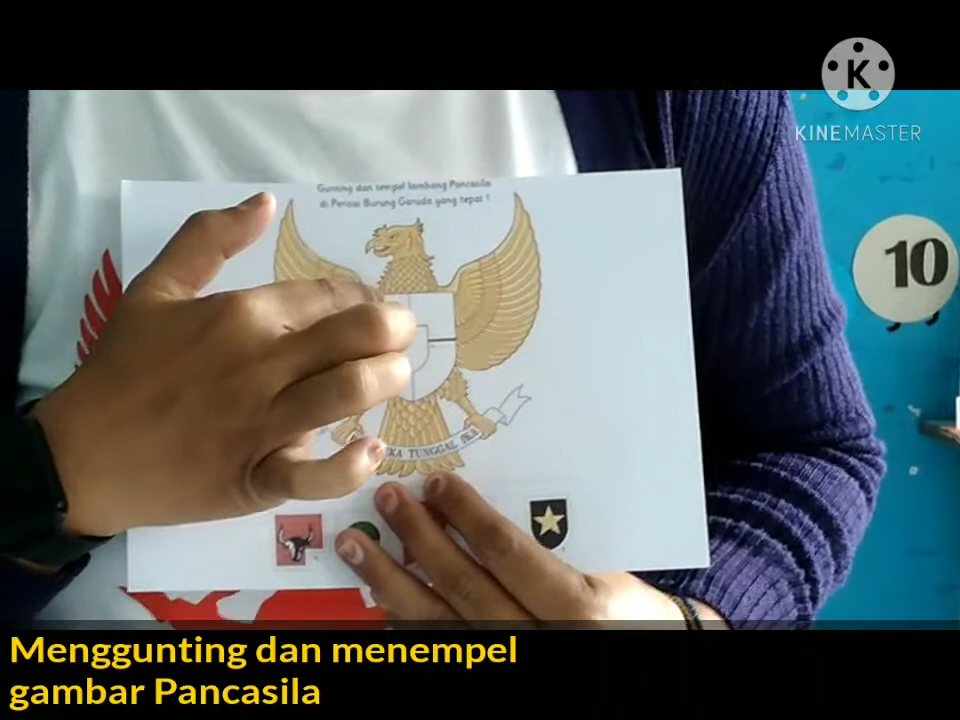 KINEMASTER
Gunting dan tempel lambang Pancasila
di Perisai Burung Garuda yang tepat !
10
EKA TUNGGAL IKA
Menggunting dan menempel
gambar Pancasila